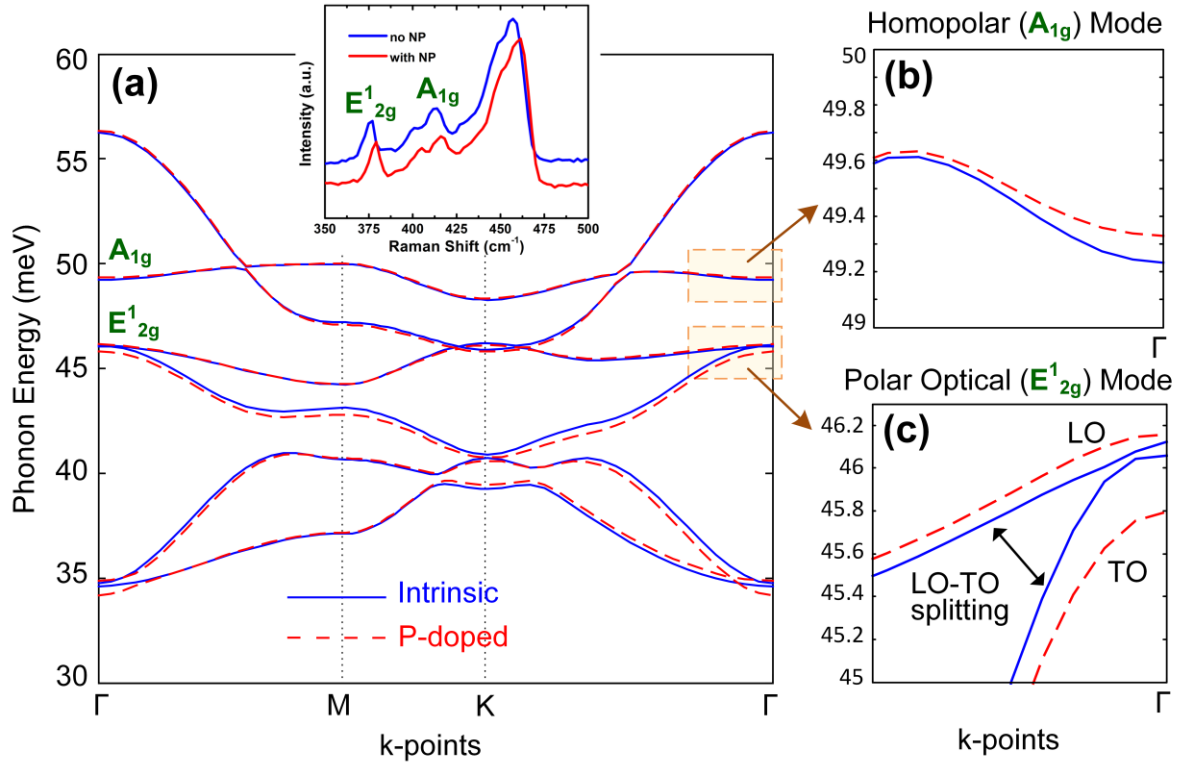 (a)
Phonon Energy (meV)
60
55
50
45
40
35
30
A1g
E¹2g
Intrinsic
P-doped
Γ
M
K
Γ
k-points
no NP
with NP
E¹2g
A1g
Intensity (a.u.)
350
375
400
425
450
475
500
Raman Shift (cm⁻¹)
Homopolar (A1g) Mode
(b)
50
49.8
49.6
49.4
49.2
49
Γ
Polar Optical (E¹2g) Mode
(c)
46.2
46
45.8
45.6
45.4
45.2
45
LO
TO
LO-TO
splitting
Γ
k-points